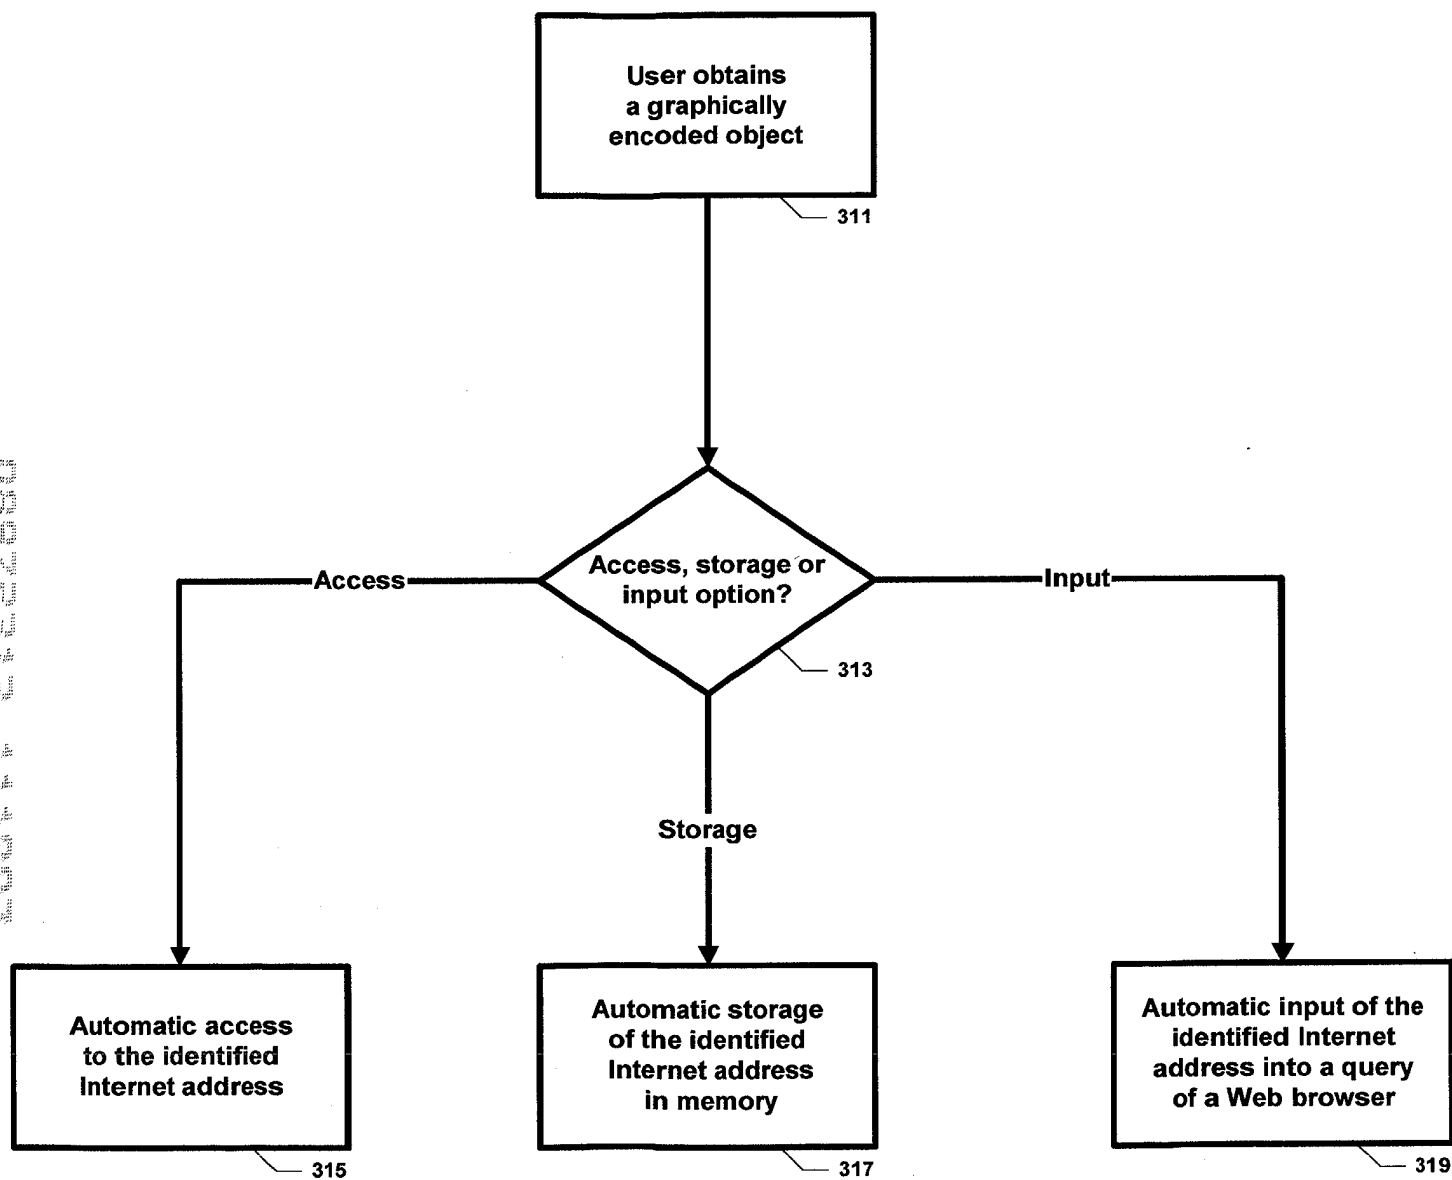 User obtains
a graphically
encoded object
311
Access, storage or
input option?
Access
Input
313
Storage
Automatic access
to the identified
Internet address
315
Automatic storage
of the identified
Internet address
in memory
317
Automatic input of the
identified Internet
address into a query
of a Web browser
319